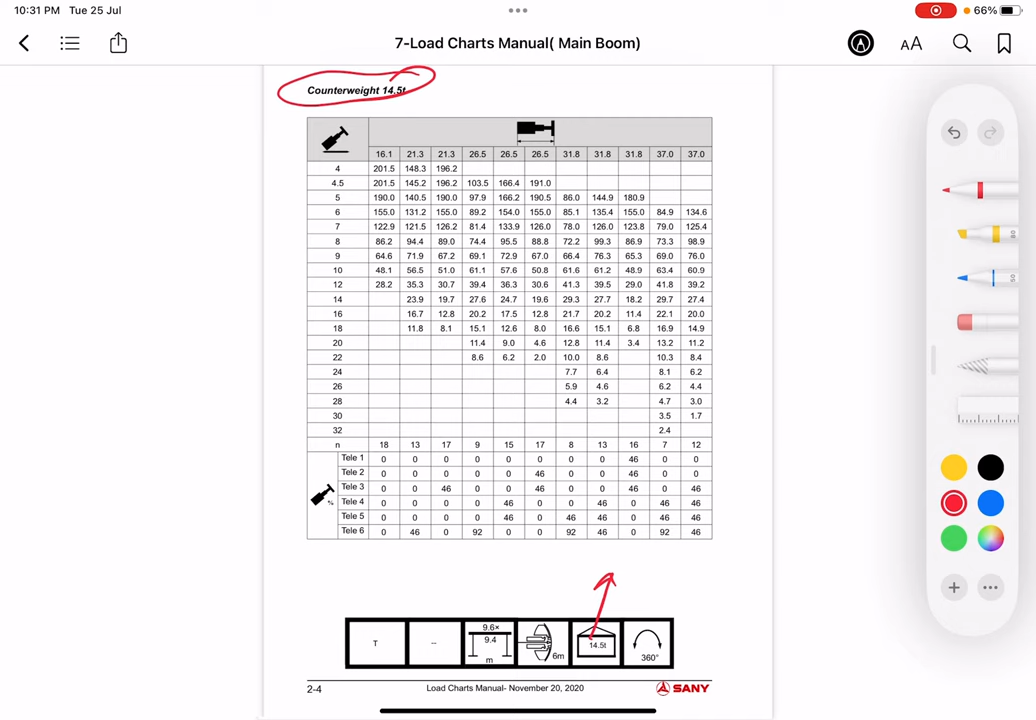 10:31 PM Tue 25 Jul 66%
7-Load Charts Manual( Main Boom) AA
Counterweight 14.5t
16.1 21.3 21.3 26.5 26.5 26.5 31.8 31.8 31.8 37.0 37.0
4 201.5 148.3 196.2
4.5 201.5 145.2 196.2 103.5 166.4 191.0
5 190.0 140.5 190.0 97.9 166.2 190.5 86.0 144.9 180.9
6 155.0 131.2 155.0 89.2 154.0 155.0 85.1 135.4 155.0 84.9 134.6
7 122.9 121.5 126.2 81.4 133.9 126.0 78.0 126.0 123.8 79.0 125.4
8 86.2 94.4 89.0 74.4 95.5 88.8 72.2 99.3 86.9 73.3 98.9
9 64.6 71.9 67.2 69.1 72.9 67.0 66.4 76.3 65.3 69.0 76.0
10 48.1 56.5 51.0 61.1 57.6 50.8 61.6 61.2 48.9 63.4 60.9
12 28.2 35.3 30.7 39.4 36.3 30.6 41.3 39.5 29.0 41.8 39.2
14 23.9 19.7 27.6 24.7 19.6 29.3 27.7 18.2 29.7 27.4
16 16.7 12.8 20.2 17.5 12.8 21.7 20.2 11.4 22.1 20.0
18 11.8 8.1 15.1 12.6 8.0 16.6 15.1 6.8 16.9 14.9
20 11.4 9.0 4.6 12.8 11.4 3.4 13.2 11.2
22 8.6 6.2 2.0 10.0 8.6 10.3 8.4
24 7.7 6.4 8.1 6.2
26 5.9 4.6 6.2 4.4
28 4.4 3.2 4.7 3.0
30 3.5 1.7
32 2.4
n 18 13 17 9 15 17 8 13 16 7 12
Tele 1 0 0 0 0 0 0 0 0 46 0 0
Tele 2 0 0 0 0 0 46 0 0 46 0 0
Tele 3 0 0 46 0 0 46 0 0 46 0 46
Tele 4 0 0 0 0 46 0 0 46 0 46 46
Tele 5 0 0 0 0 46 0 46 46 0 46 46
Tele 6 0 46 0 92 0 0 92 46 0 92 46
%
T -- 9.6× 9.4 m 6m 14.5t 360°
2-4 Load Charts Manual- November 20, 2020 SANY